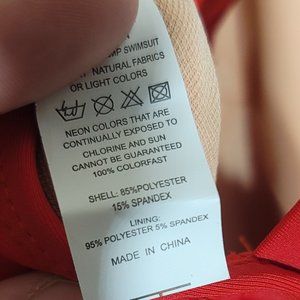 SWIMSUIT
NATURAL FABRICS
OR LIGHT COLORS
NEON COLORS THAT ARE
CONTINUALLY EXPOSED TO
CHLORINE AND SUN
CANNOT BE GUARANTEED
100% COLORFAST
SHELL: 85%POLYESTER
15% SPANDEX
LINING:
95% POLYESTER 5% SPANDEX
MADE IN CHINA